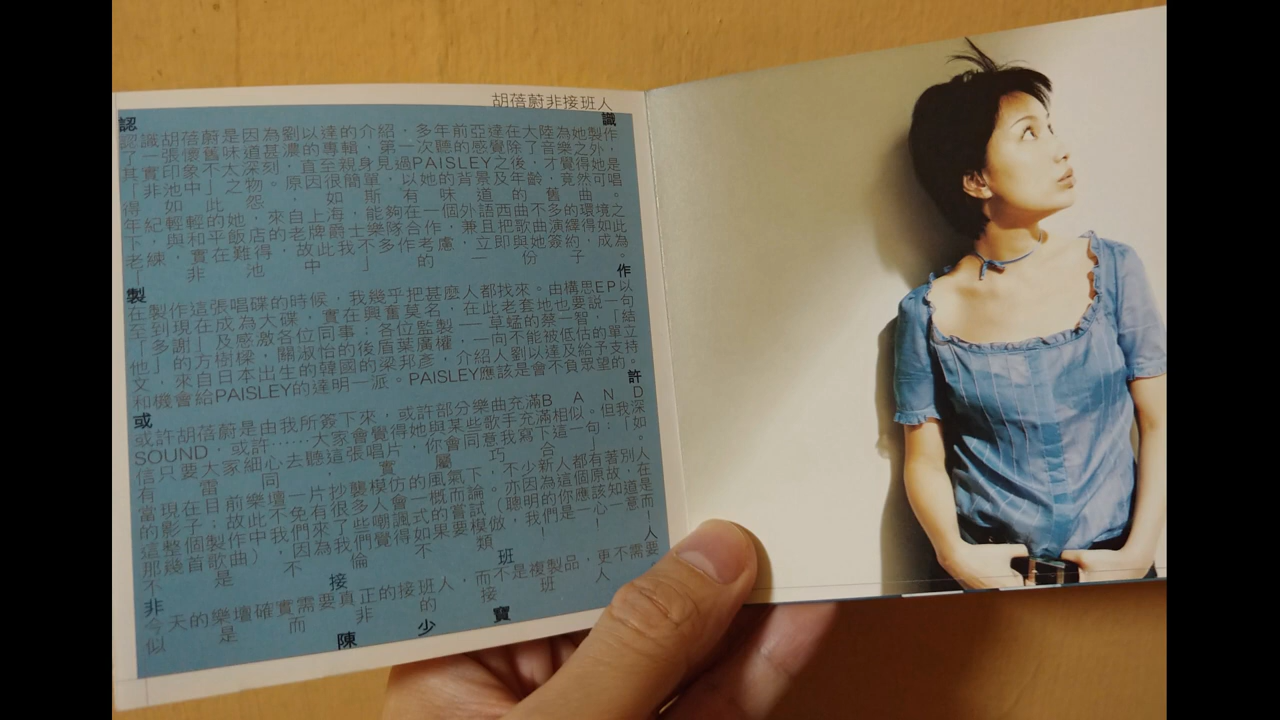 胡蓓蔚非接班人
認識
認識胡蓓蔚是因為劉以達的介紹，多年前亞達在大陸為她製作
了一張懷舊味道甚濃的專輯，第一次聽的感覺除了音樂之外，
其實印象不太深刻，直至親身見過PAISLEY之後，才覺得她是
「非池中」之物。原因很簡單，以她的背景及年齡，竟然可唱
得如此怨，如斯有味道的舊曲。
年紀輕輕的她，來自上海，能夠在一個外語西曲不多的環境之
下，與和平飯店的老牌爵士樂隊合作，兼且把歌曲演繹得如此
老練，實在難得，故此我不多作考慮，立即與她簽約，成為
「非池中」的一份子。
製作
在製作這張唱碟的時候，我幾乎把甚麼人都找來。由構思EP以
至到現在成為大碟，實在興奮莫名，在此老套地也要說一句
「多謝」及感激各位同事；各位監製 — 草蜢的蔡一智，「結
他」的方樹樑，關淑怡的後盾葉廣權，一向不能被低估的單立
文，來自日本出生的韓國的梁邦彥，介紹人劉以達及給予支持
和機會給PAISLEY的達明一派。PAISLEY應該是會不負眾望的。
或許
或許胡蓓蔚是由我所簽下來，或許部分樂曲充滿BAND
SOUND，或許……大家會覺得她與某些歌手充滿相似。但我深
信只要大家細心去聽這張唱片，你會同意我寫下這一句：「如
有雷同，實屬巧合」。
當現在目前樂壇一片抄襲模仿的風氣下，不少新人都有著別人
的影子；故此不免有很多人會一概而論。亦因為這個原故，在
這整個製作中我們來了些嘲諷式的嘗試（聰明的你應該知道是
那幾首歌曲），因為我們覺得如果要模倣，我們是一心一意而
不是不倫不類！
非接班人
今天的樂壇確實需要真正的接班人，而不是複製品，更不需要
似是而非的接班人。
陳少寶